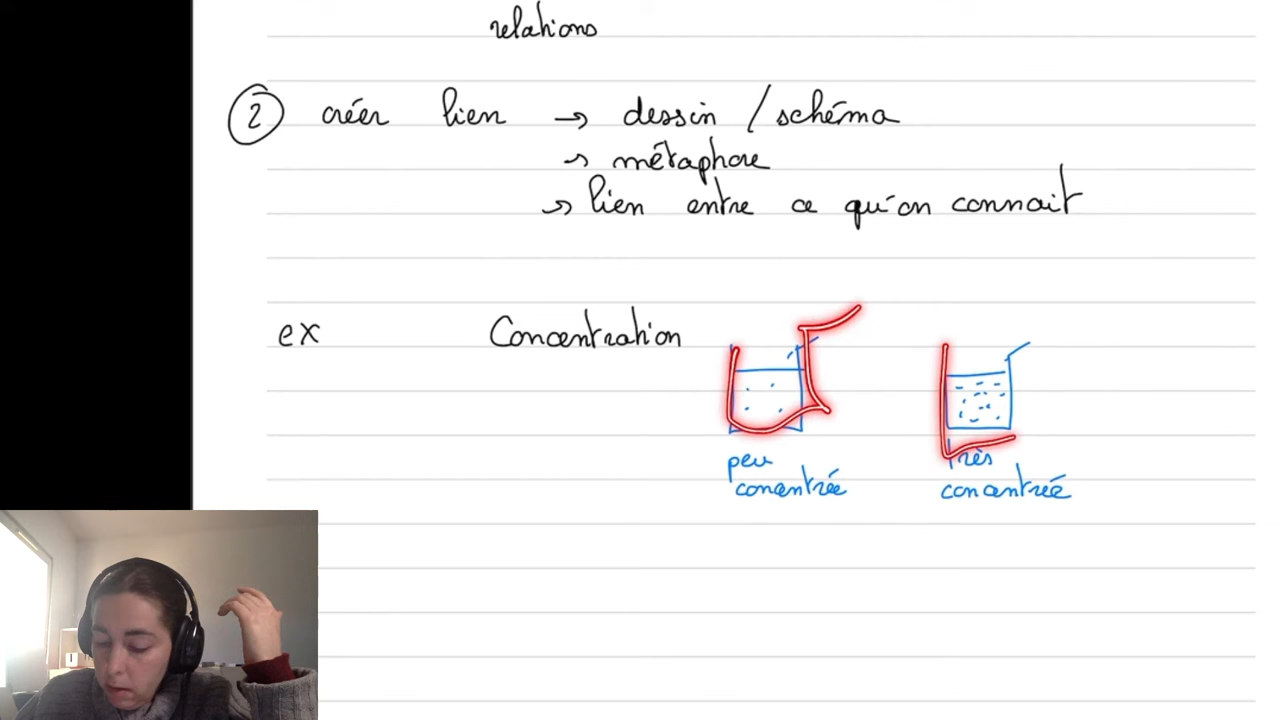 relations
2 créer lien → dessin / schéma
→ métaphore
→ lien entre ce qu'on connait
ex Concentration
peu concentrée
très concentrée